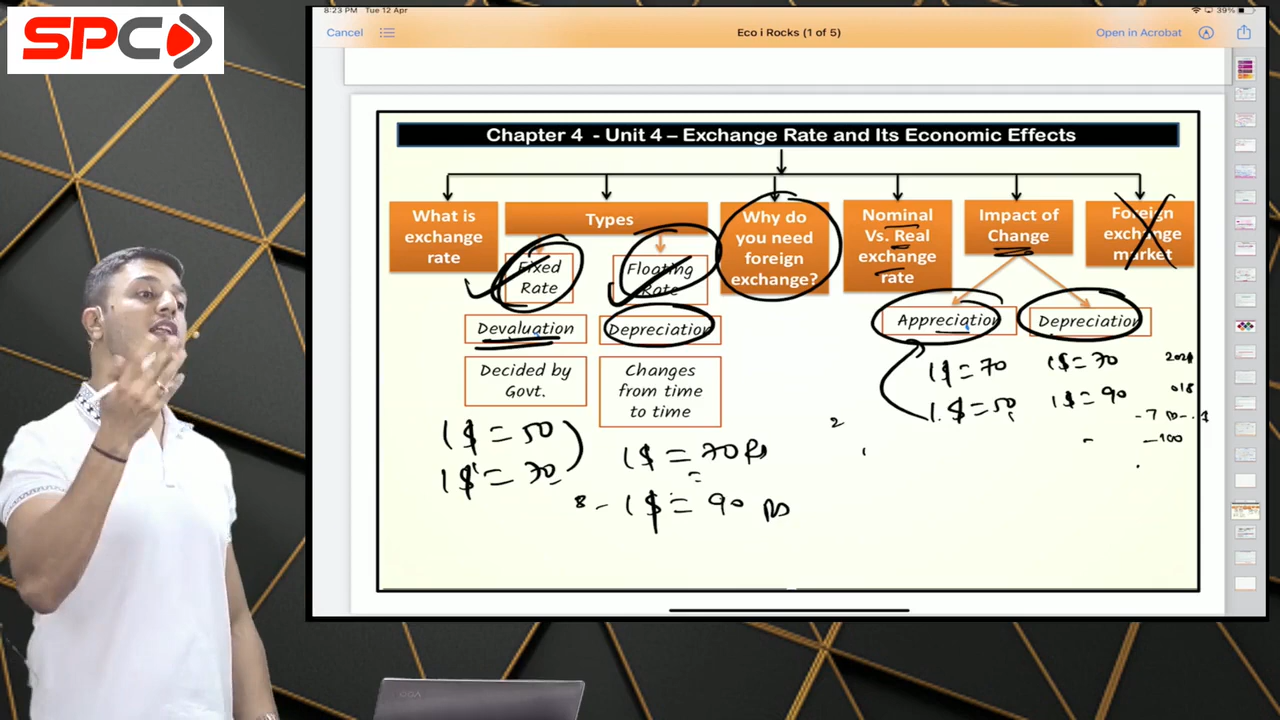 SPC
8:23 PM Tue 12 Apr
39%
Cancel
Eco i Rocks (1 of 5)
Open in Acrobat
Chapter 4 - Unit 4 – Exchange Rate and Its Economic Effects
What is exchange rate
Types
Fixed Rate
Floating Rate
Devaluation
Depreciation
Decided by Govt.
Changes from time to time
Why do you need foreign exchange?
Nominal Vs. Real exchange rate
Impact of Change
Appreciation
Depreciation
Foreign exchange market
1$ = 70
1$ = 50
1$ = 70
1$ = 90
1$ = 50
1$ = 70
1$ = 70 Rs
8 - 1$ = 90 Rs
2
-100